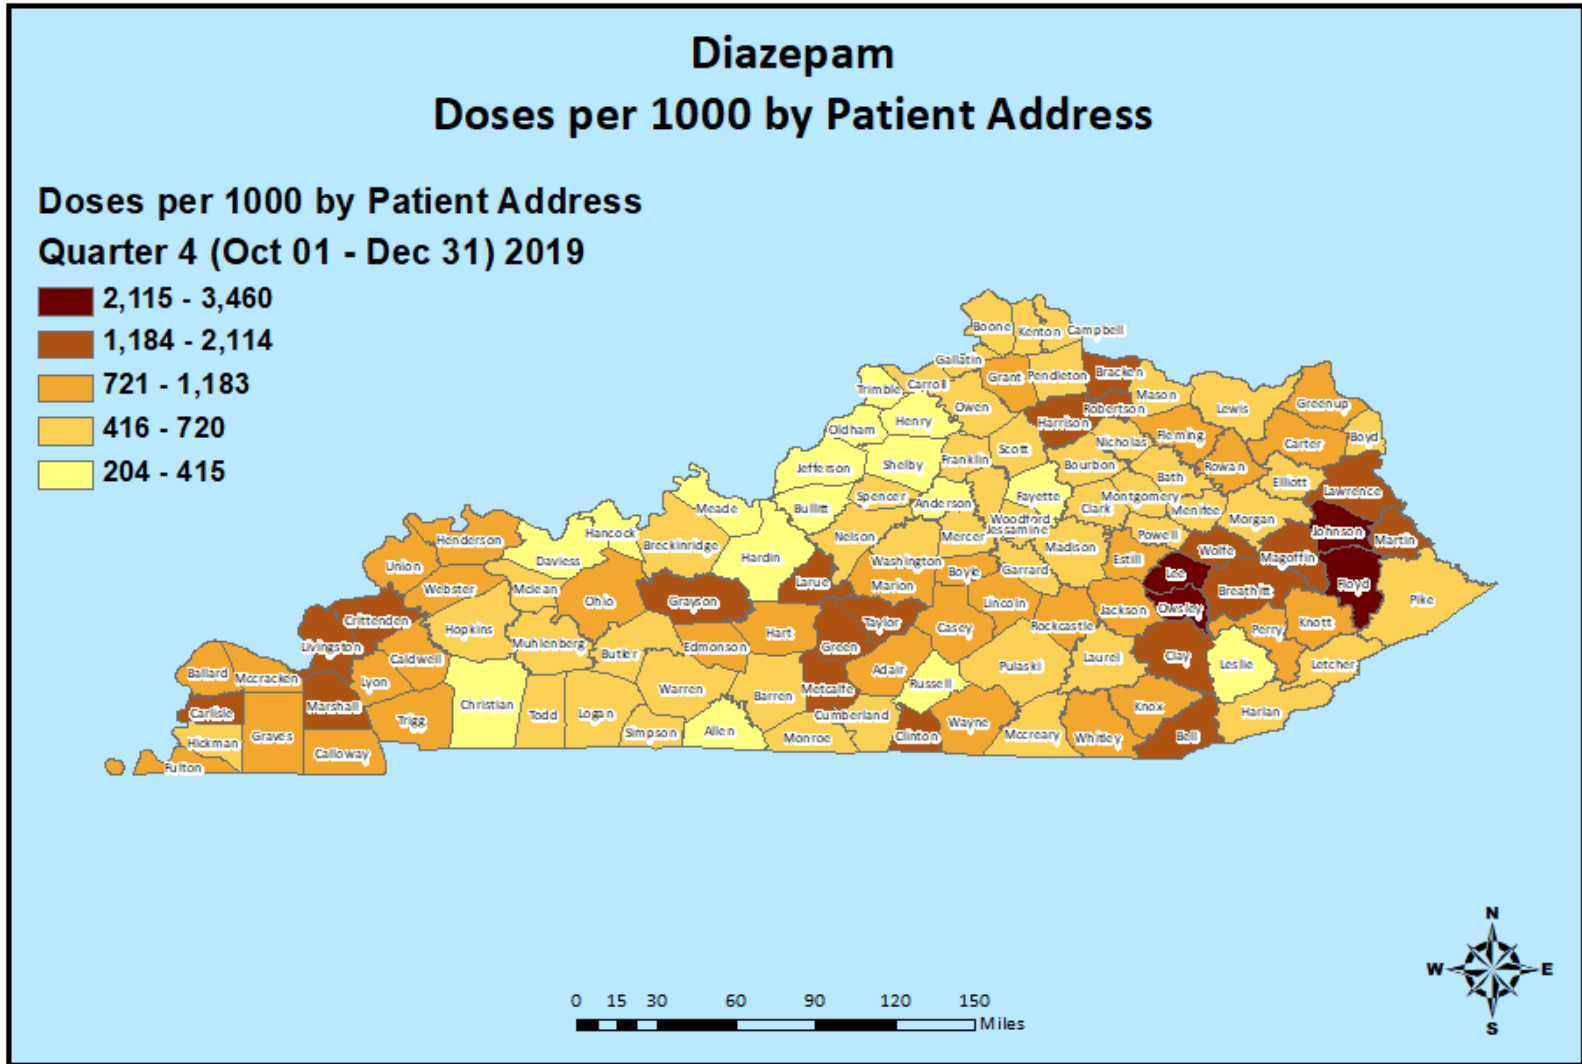 Diazepam
Doses per 1000 by Patient Address
Doses per 1000 by Patient Address
Quarter 4 (Oct 01 - Dec 31) 2019
2,115 - 3,460
1,184 - 2,114
721 - 1,183
416 - 720
204 - 415
Boone
Kenton
Campbell
Gallatin
Grant
Pendleton
Bracken
Trimble
Carroll
Mason
Owen
Robertson
Lewis
Greenup
Henry
Harrison
Oldham
Nicholas
Fleming
Carter
Boyd
Scott
Franklin
Jefferson
Shelby
Bourbon
Rowan
Bath
Elliott
Lawrence
Spencer
Anderson
Fayette
Montgomery
Clark
Menifee
Meade
Bullitt
Woodford
Morgan
Jessamine
Johnson
Hancock
Nelson
Mercer
Powell
Martin
Henderson
Breckinridge
Madison
Wolfe
Magoffin
Daviess
Hardin
Washington
Estill
Union
Boyle
Garrard
Lee
Larue
Marion
Floyd
Webster
Mclean
Breathitt
Ohio
Grayson
Lincoln
Jackson
Owsley
Pike
Crittenden
Taylor
Hopkins
Hart
Casey
Rockcastle
Perry
Knott
Livingston
Muhlenberg
Butler
Edmonson
Green
Caldwell
Laurel
Clay
Leslie
Letcher
Ballard
Mccracken
Lyon
Adair
Pulaski
Warren
Barren
Metcalfe
Russell
Carlisle
Marshall
Christian
Todd
Logan
Trigg
Cumberland
Knox
Harlan
Hickman
Graves
Simpson
Allen
Monroe
Clinton
Wayne
Mccreary
Whitley
Bell
Calloway
Fulton
N
W
E
S
0 15 30 60 90 120 150
Miles